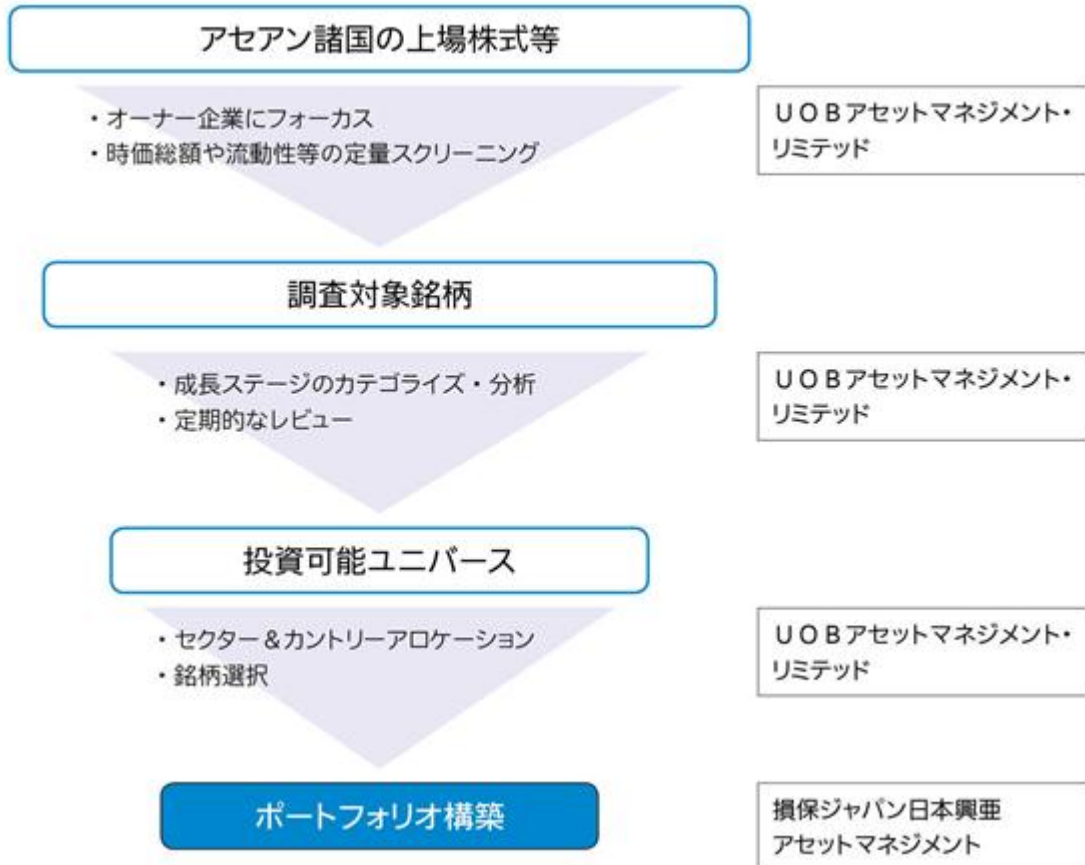 アセアン諸国の上場株式等
・オーナー企業にフォーカス
・時価総額や流動性等の定量スクリーニング
ＵＯＢアセットマネジメント・
リミテッド
調査対象銘柄
・成長ステージのカテゴライズ・分析
・定期的なレビュー
ＵＯＢアセットマネジメント・
リミテッド
投資可能ユニバース
・セクター＆カントリーアロケーション
・銘柄選択
ＵＯＢアセットマネジメント・
リミテッド
ポートフォリオ構築
損保ジャパン日本興亜
アセットマネジメント